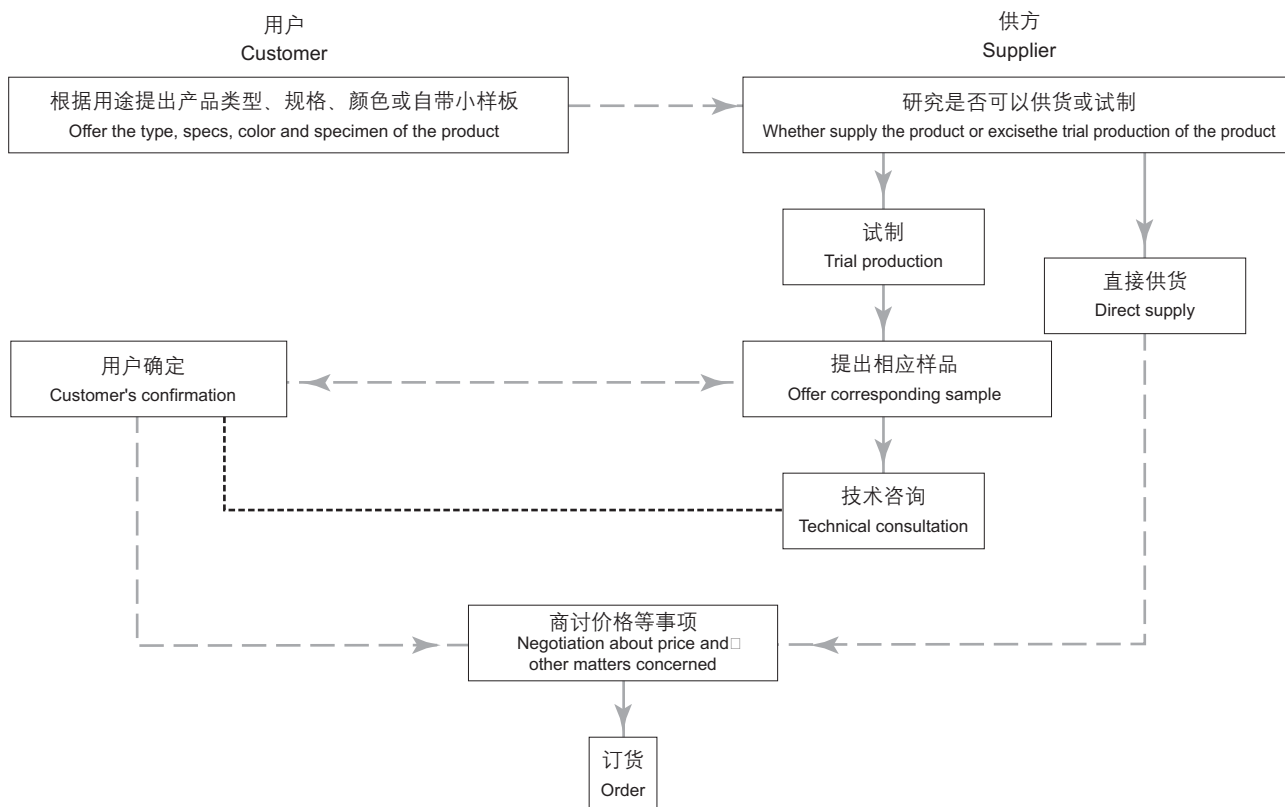 用户
Customer
供方
Supplier
根据用途提出产品类型、规格、颜色或自带小样板
Offer the type, specs, color and specimen of the product
研究是否可以供货或试制
Whether supply the product or excisethe trial production of the product
试制
Trial production
直接供货
Direct supply
用户确定
Customer's confirmation
提出相应样品
Offer corresponding sample
技术咨询
Technical consultation
商讨价格等事项
Negotiation about price and□
other matters concerned
订货
Order